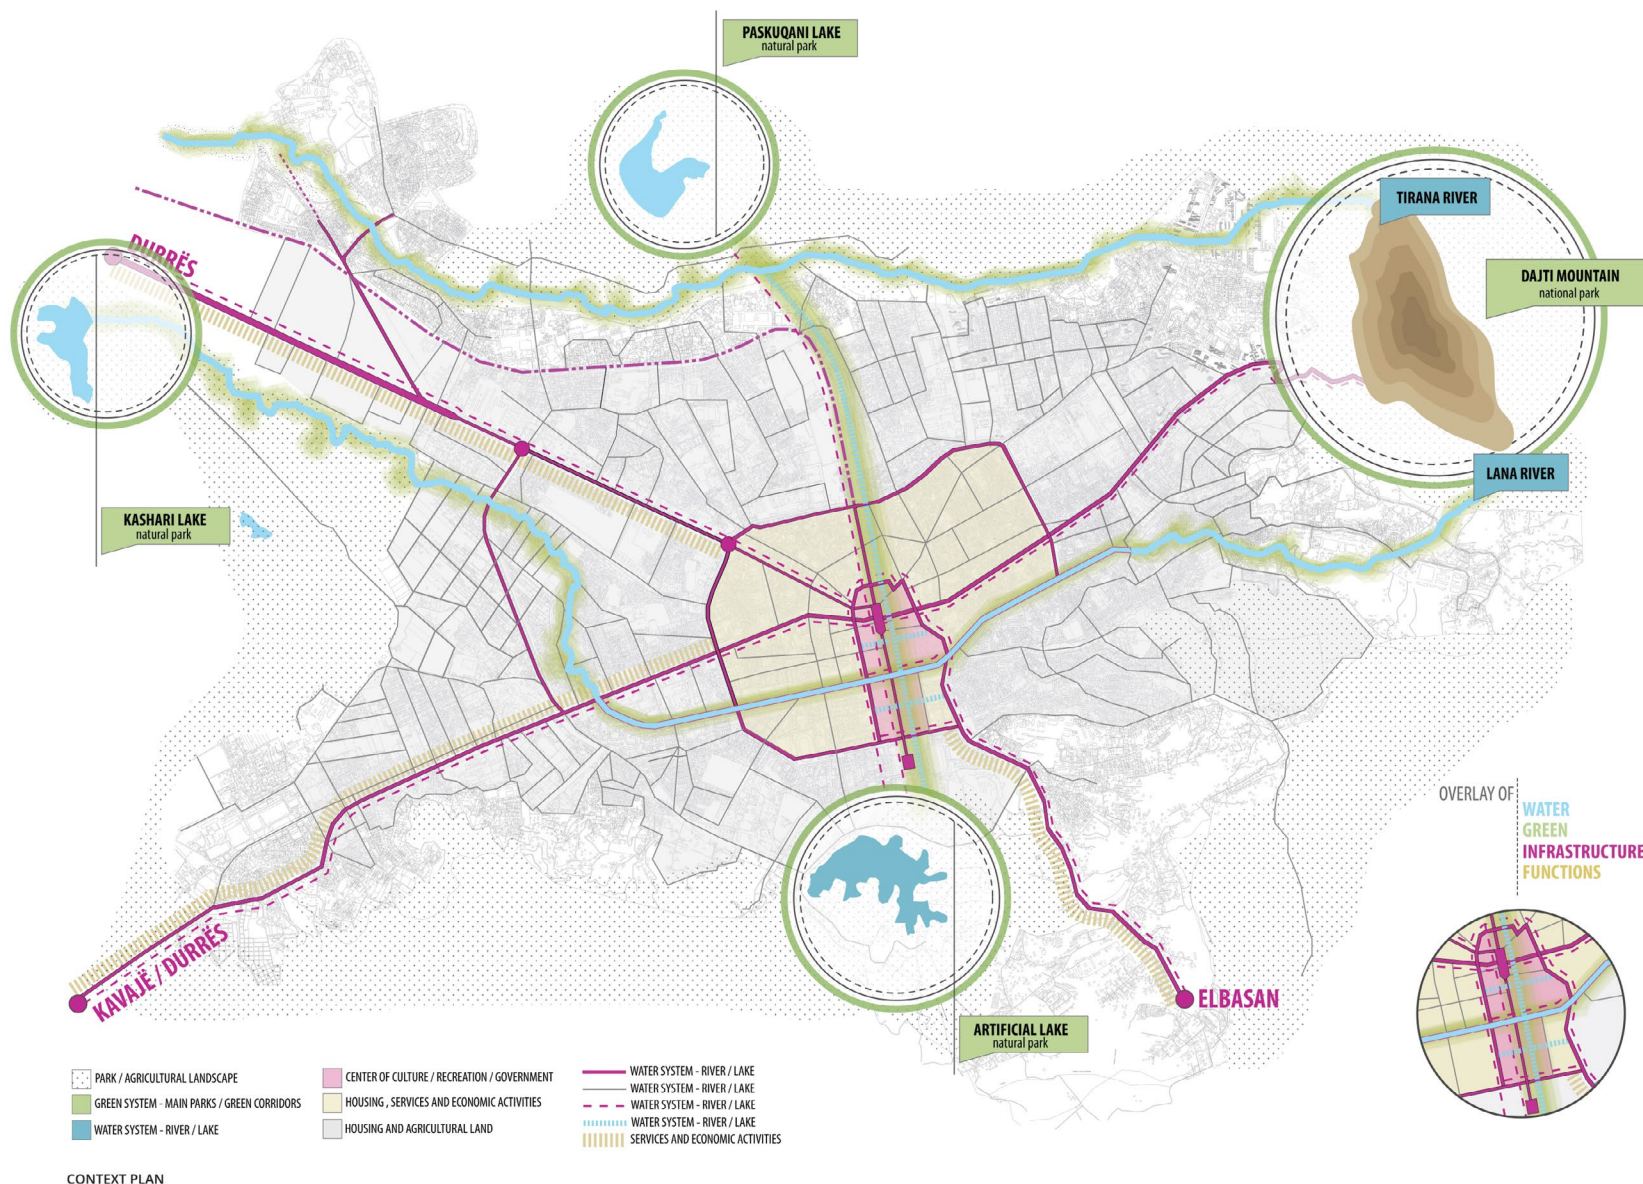 PASKUQANI LAKE
natural park
TIRANA RIVER
DURRËS
DAJTI MOUNTAIN
national park
LANA RIVER
KASHARI LAKE
natural park
OVERLAY OF
WATER
GREEN
INFRASTRUCTURE
FUNCTIONS
KAVAJË / DURRËS
ELBASAN
ARTIFICIAL LAKE
natural park
PARK / AGRICULTURAL LANDSCAPE
GREEN SYSTEM - MAIN PARKS / GREEN CORRIDORS
WATER SYSTEM - RIVER / LAKE
CENTER OF CULTURE / RECREATION / GOVERNMENT
HOUSING , SERVICES AND ECONOMIC ACTIVITIES
HOUSING AND AGRICULTURAL LAND
WATER SYSTEM - RIVER / LAKE
WATER SYSTEM - RIVER / LAKE
WATER SYSTEM - RIVER / LAKE
WATER SYSTEM - RIVER / LAKE
SERVICES AND ECONOMIC ACTIVITIES
CONTEXT PLAN